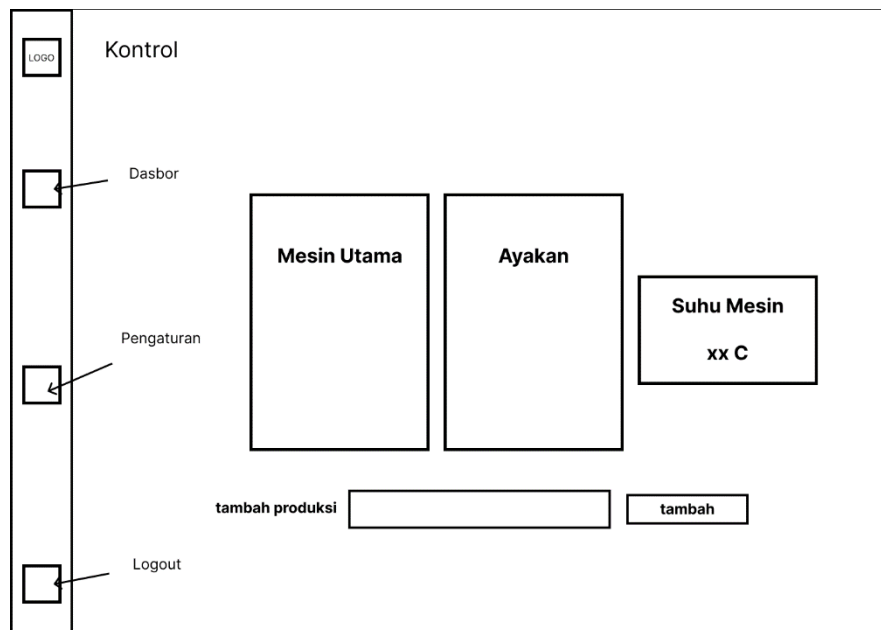 LOGO
Kontrol
Dasbor
Mesin Utama
Ayakan
Suhu Mesin
xx C
Pengaturan
tambah produksi
tambah
Logout